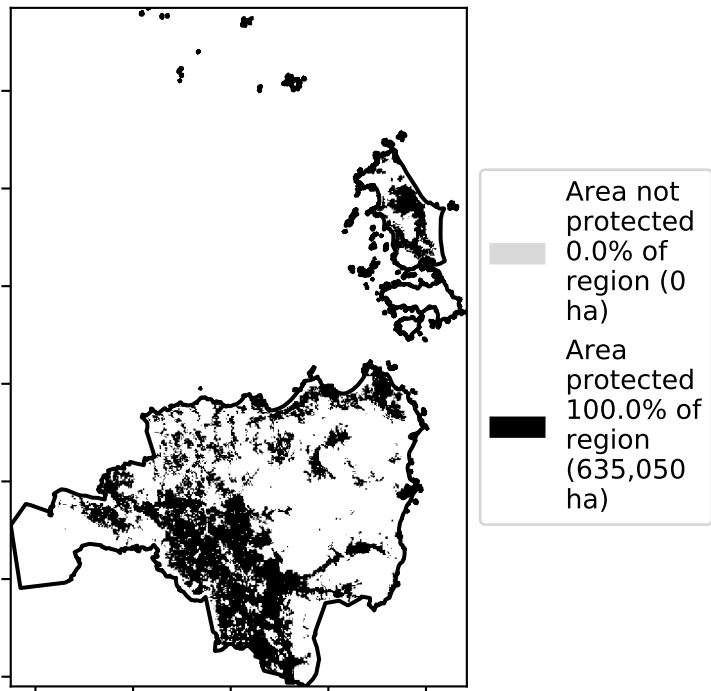 Area not
protected
0.0% of
region (0
ha)
Area
protected
100.0% of
region
(635,050
ha)